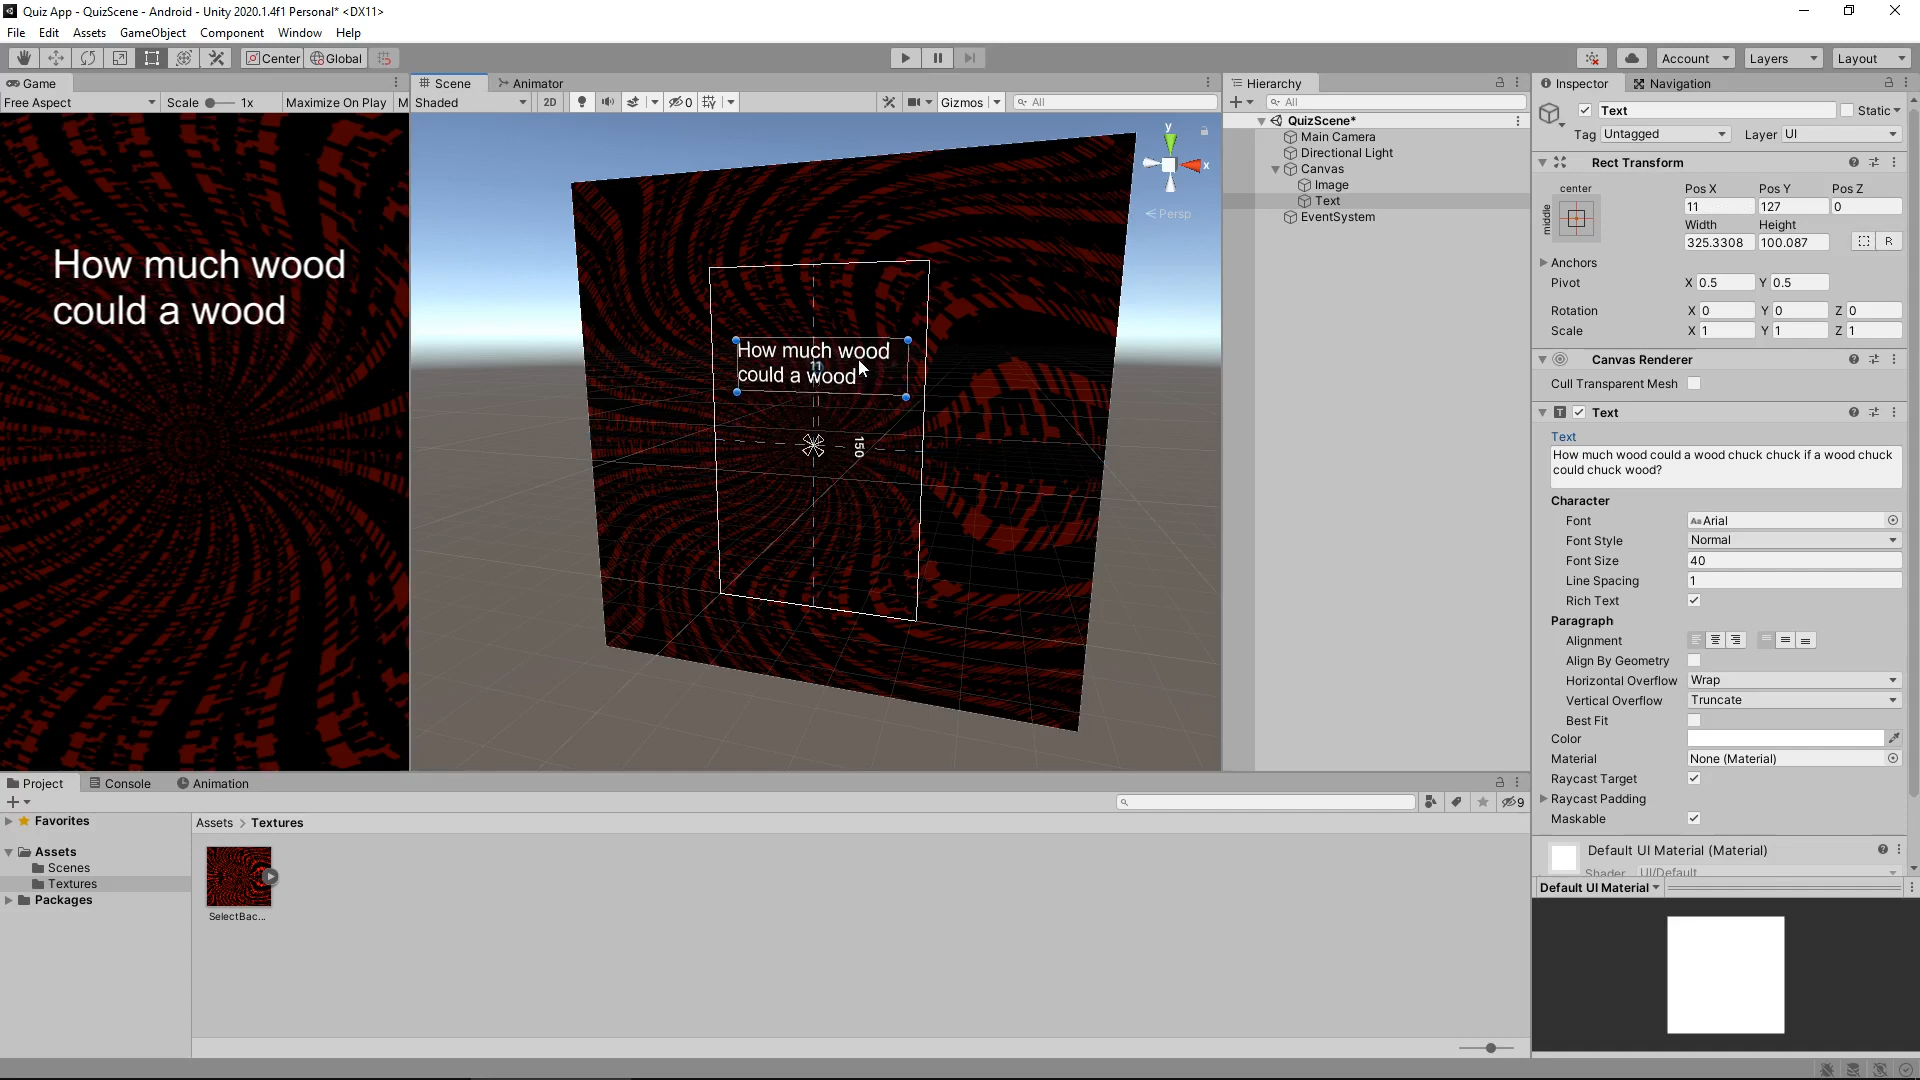 Quiz App - QuizScene - Android - Unity 2020.1.4f1 Personal* <DX11>
File Edit Assets GameObject Component Window Help
Center Global Account Layers Layout
Game
Free Aspect Scale 1x Maximize On Play M
How much wood
could a wood
Scene Animator
Shaded 2D 0 Gizmos All
y
x
Persp
How much wood
could a wood
11
150
Hierarchy
All
QuizScene*
Main Camera
Directional Light
Canvas
Image
Text
EventSystem
Inspector Navigation
Text Static
Tag Untagged Layer UI
Rect Transform
center
middle
Pos X Pos Y Pos Z
11 127 0
Width Height
325.3308 100.087 R
Anchors
Pivot X 0.5 Y 0.5
Rotation X 0 Y 0 Z 0
Scale X 1 Y 1 Z 1
Canvas Renderer
Cull Transparent Mesh
Text
Text
How much wood could a wood chuck chuck if a wood chuck
could chuck wood?
Character
Font Arial
Font Style Normal
Font Size 40
Line Spacing 1
Rich Text
Paragraph
Alignment
Align By Geometry
Horizontal Overflow Wrap
Vertical Overflow Truncate
Best Fit
Color
Material None (Material)
Raycast Target
Raycast Padding
Maskable
Default UI Material (Material)
Shader UI/Default
Default UI Material
Project Console Animation
9
Favorites
Assets
Scenes
Textures
Packages
Assets > Textures
SelectBac...